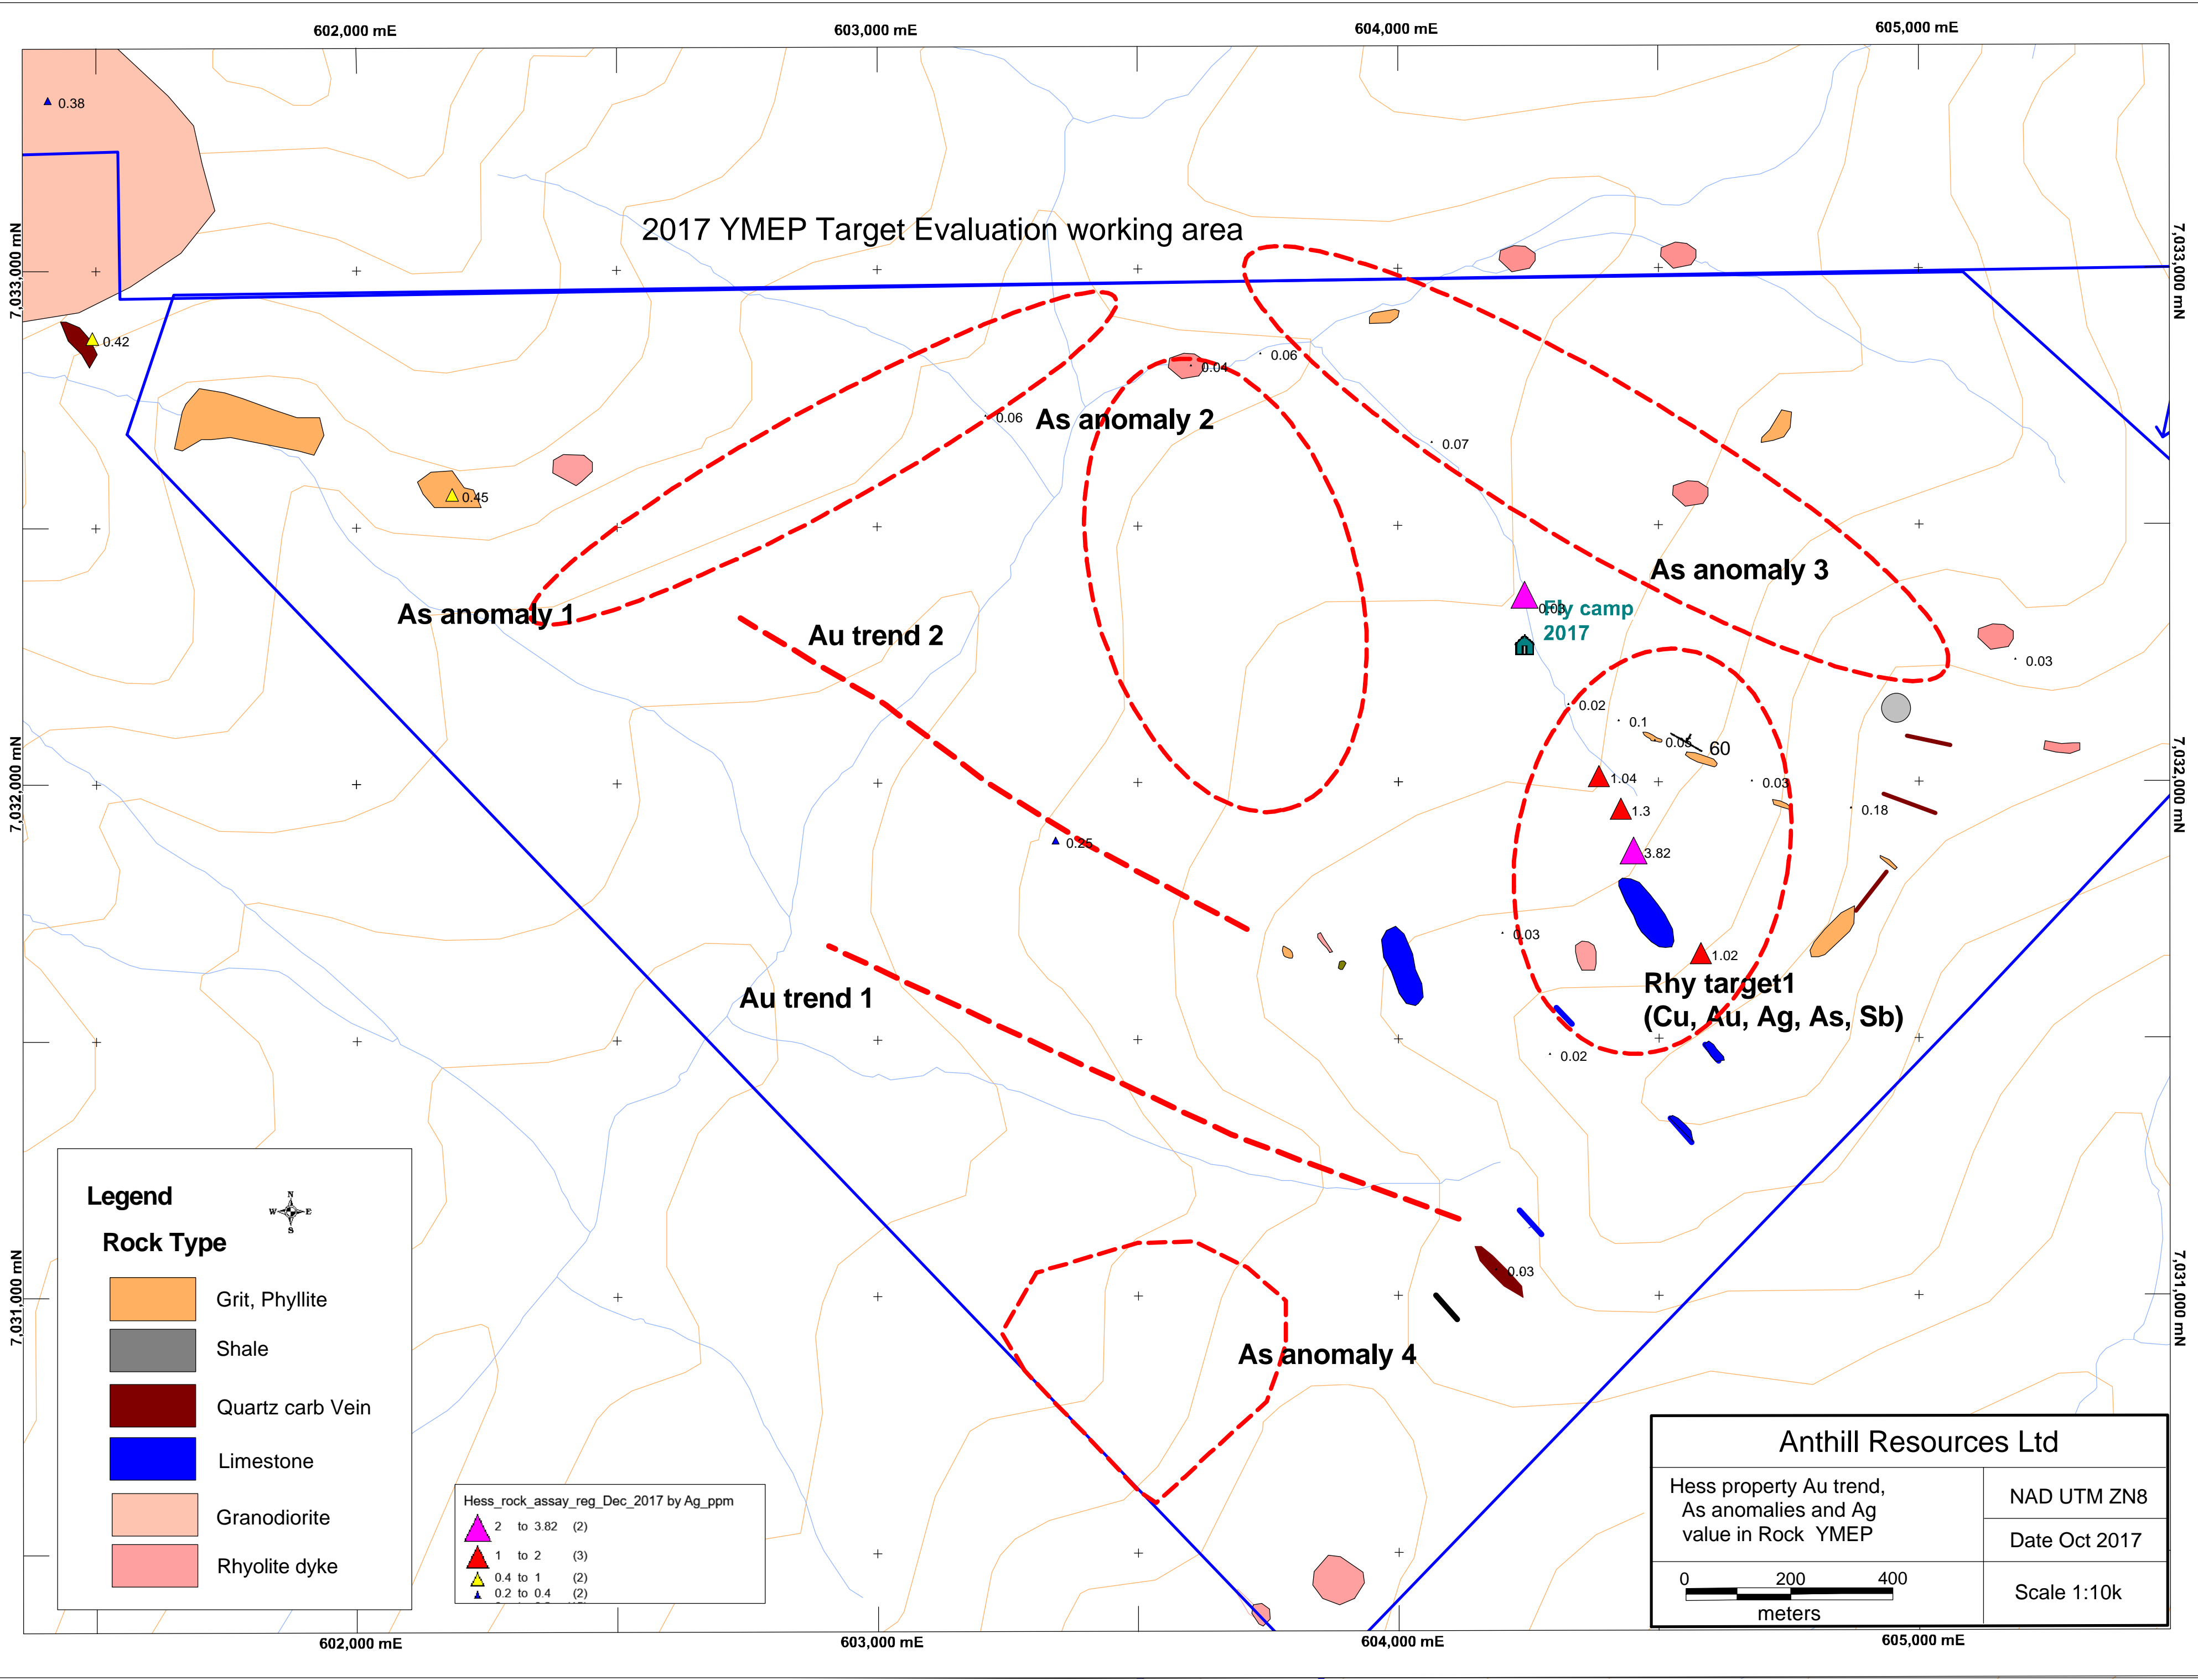 602,000 mE
603,000 mE
604,000 mE
605,000 mE
0.38
2017 YMEP Target Evaluation working area
7,033,000 mN
7,033,000 mN
0.42
0.06
0.04
0.06
As anomaly 2
0.07
0.45
As anomaly 3
As anomaly 1
0.03
Fly camp
2017
Au trend 2
0.03
0.02
0.1
0.05
60
7,032,000 mN
7,032,000 mN
1.04
0.03
1.3
0.18
0.25
3.82
0.03
1.02
Au trend 1
Rhy target1
(Cu, Au, Ag, As, Sb)
0.02
0.03
7,031,000 mN
7,031,000 mN
As anomaly 4
Legend
N
W E
S
Rock Type
Grit, Phyllite
Shale
Quartz carb Vein
Limestone
Granodiorite
Rhyolite dyke
Hess_rock_assay_reg_Dec_2017 by Ag_ppm
2 to 3.82 (2)
1 to 2 (3)
0.4 to 1 (2)
0.2 to 0.4 (2)
Anthill Resources Ltd
Hess property Au trend,
As anomalies and Ag
value in Rock YMEP
NAD UTM ZN8
Date Oct 2017
0 200 400
meters
Scale 1:10k
602,000 mE
603,000 mE
604,000 mE
605,000 mE